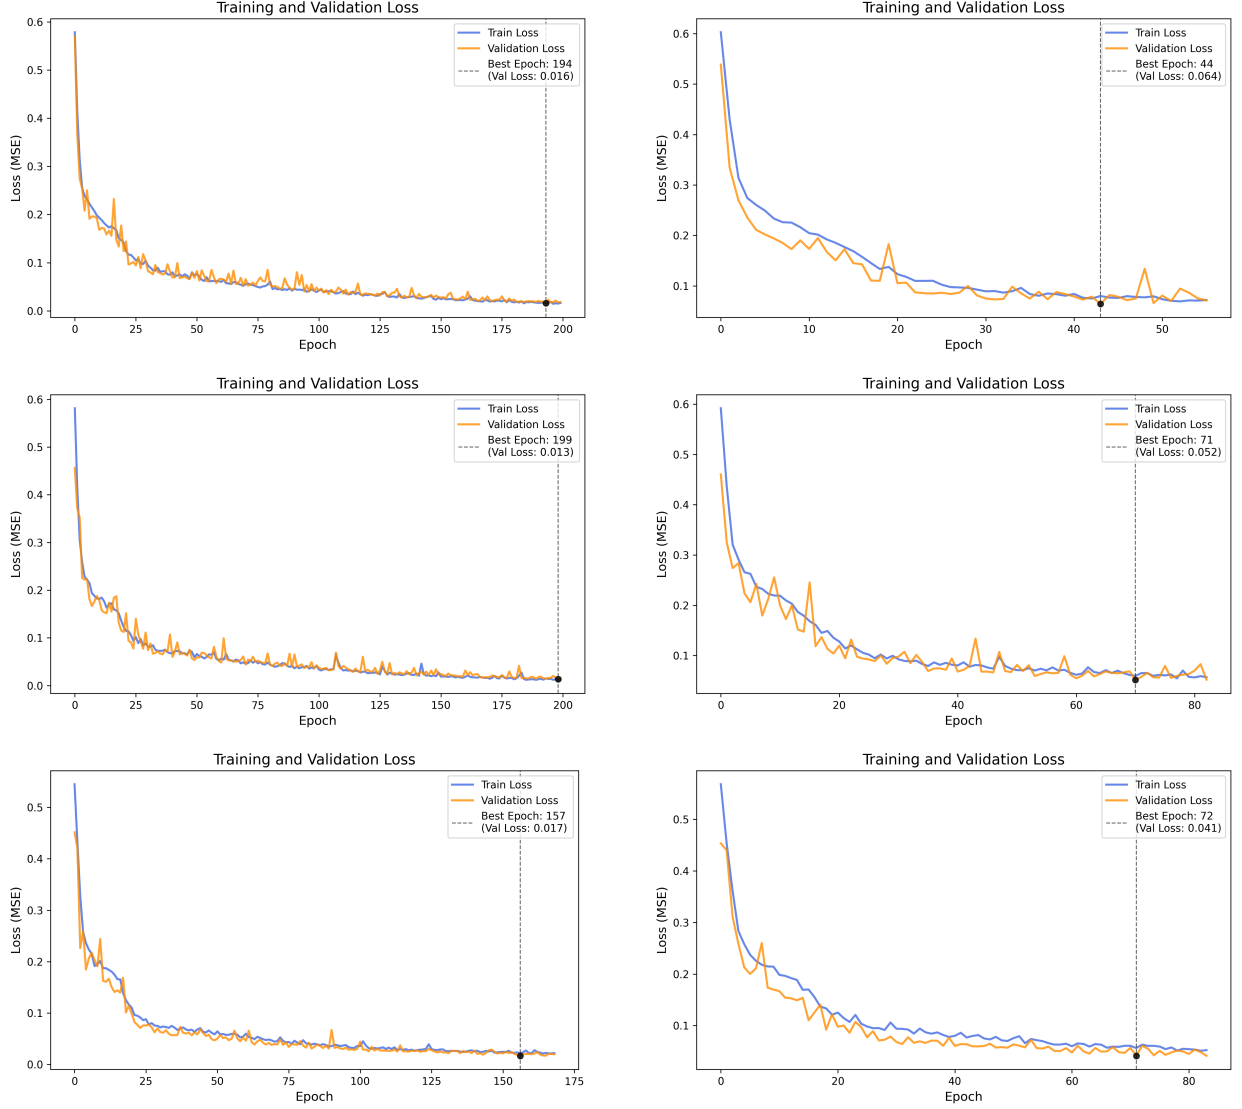 Training and Validation Loss
Train Loss
Validation Loss
Best Epoch: 194
(Val Loss: 0.016)
0.6
0.5
0.4
0.3
0.2
0.1
0.0
Loss (MSE)
0
25
50
75
100
125
150
175
200
Epoch
Training and Validation Loss
Train Loss
Validation Loss
Best Epoch: 44
(Val Loss: 0.064)
0.6
0.5
0.4
0.3
0.2
0.1
Loss (MSE)
0
10
20
30
40
50
Epoch
Training and Validation Loss
Train Loss
Validation Loss
Best Epoch: 199
(Val Loss: 0.013)
0.6
0.5
0.4
0.3
0.2
0.1
0.0
Loss (MSE)
0
25
50
75
100
125
150
175
200
Epoch
Training and Validation Loss
Train Loss
Validation Loss
Best Epoch: 71
(Val Loss: 0.052)
0.6
0.5
0.4
0.3
0.2
0.1
Loss (MSE)
0
20
40
60
80
Epoch
Training and Validation Loss
Train Loss
Validation Loss
Best Epoch: 157
(Val Loss: 0.017)
0.5
0.4
0.3
0.2
0.1
0.0
Loss (MSE)
0
25
50
75
100
125
150
175
Epoch
Training and Validation Loss
Train Loss
Validation Loss
Best Epoch: 72
(Val Loss: 0.041)
0.5
0.4
0.3
0.2
0.1
Loss (MSE)
0
20
40
60
80
Epoch